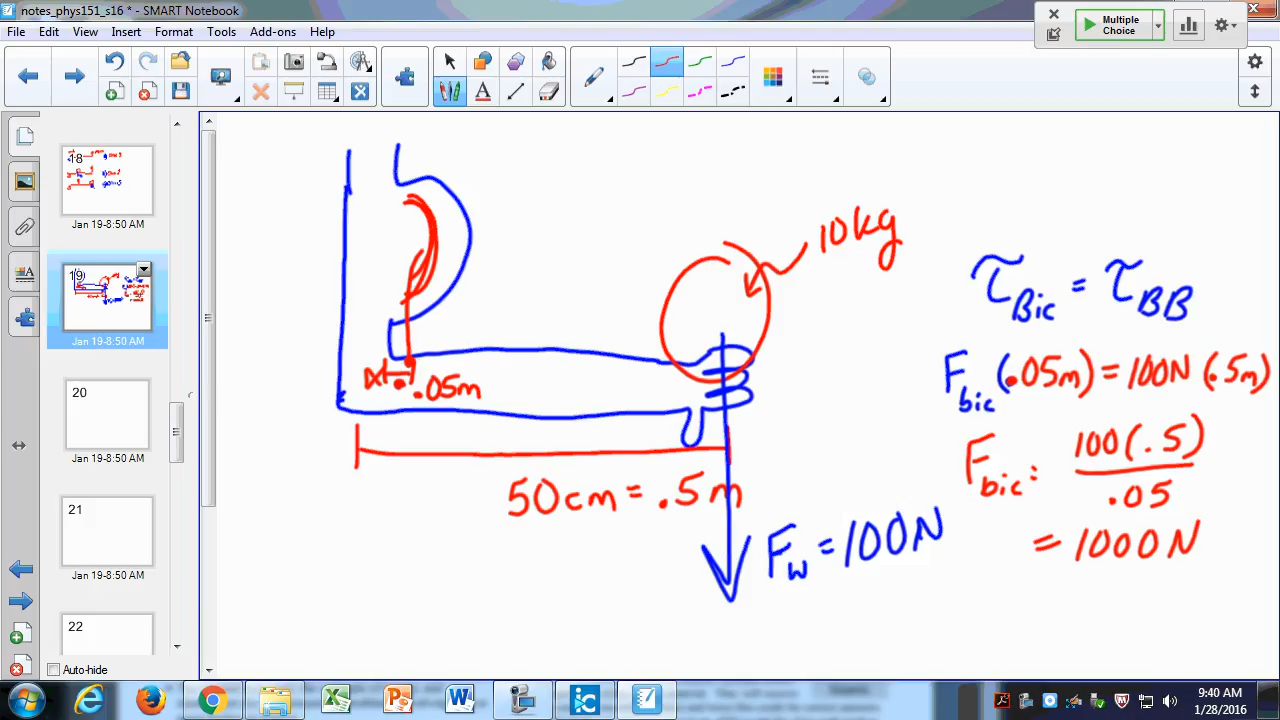 notes_phys151_s16 * - SMART Notebook
Multiple Choice
File Edit View Insert Format Tools Add-ons Help
18
Jan 19-8:50 AM
19
Jan 19-8:50 AM
20
Jan 19-8:50 AM
21
Jan 19-8:50 AM
22
Auto-hide
10kg
.05m
50cm = .5m
Fw = 100N
τBic = τBB
Fbic (.05m) = 100N (.5m)
Fbic = 100(.5)
.05
= 1000N
9:40 AM
1/28/2016